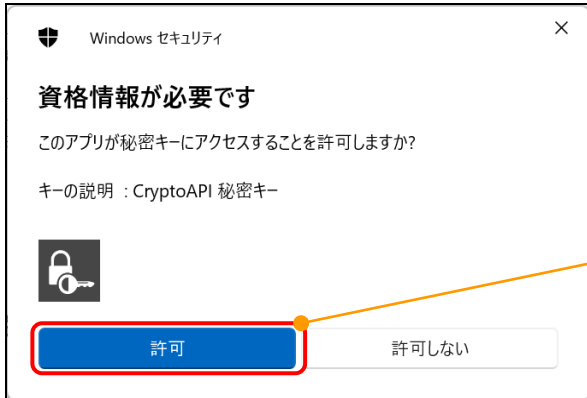 Windows セキュリティ
資格情報が必要です
このアプリが秘密キーにアクセスすることを許可しますか?
キーの説明 : CryptoAPI 秘密キー
許可
許可しない